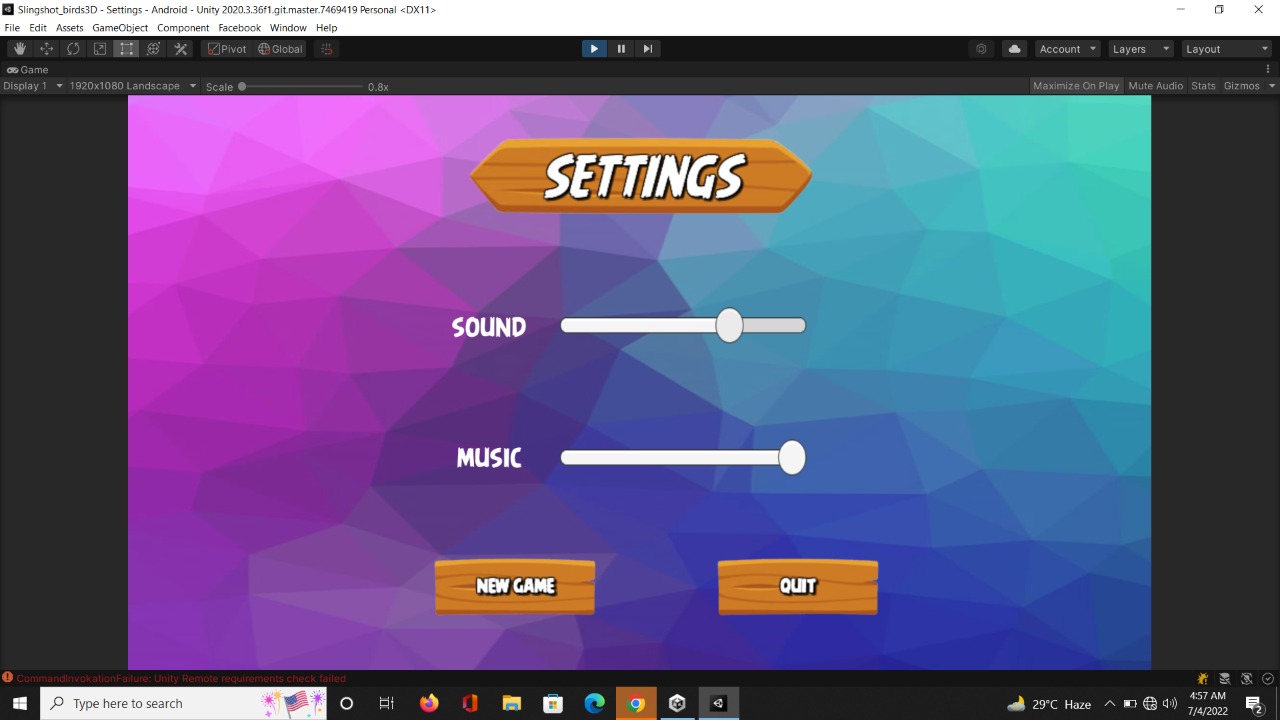 Slingshot_birds3D - Settings - Android - Unity 2020.3.36f1.git.master.7469419 Personal <DX11>
File Edit Assets GameObject Component Facebook Window Help
Pivot Global Account Layers Layout
Game
Display 1 1920x1080 Landscape Scale 0.8x Maximize On Play Mute Audio Stats Gizmos
SETTINGS
SOUND
MUSIC
NEW GAME QUIT
CommandInvokationFailure: Unity Remote requirements check failed
Type here to search 29°C Haze 4:57 AM
7/4/2022 2